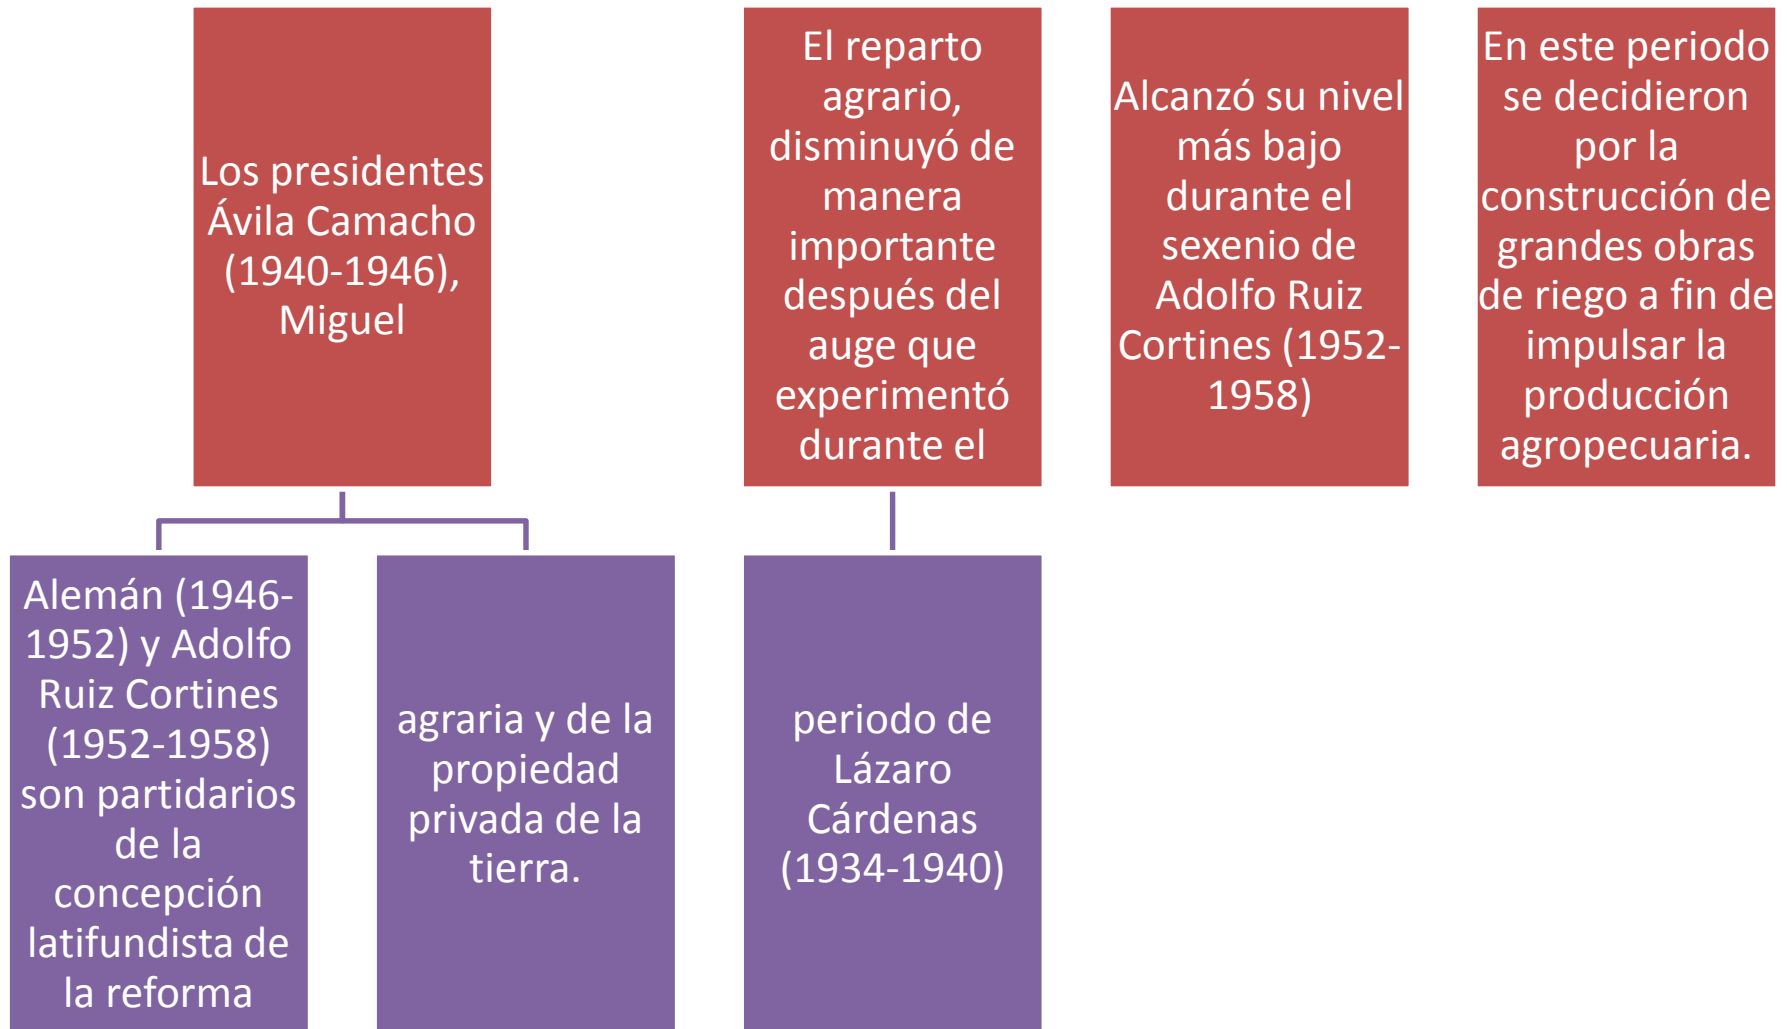 Los presidentes
Ávila Camacho
(1940-1946),
Miguel
Alemán (1946-
1952) y Adolfo
Ruiz Cortines
(1952-1958)
son partidarios
de la
concepción
latifundista de
la reforma
agraria y de la
propiedad
privada de la
tierra.
El reparto
agrario,
disminuyó de
manera
importante
después del
auge que
experimentó
durante el
periodo de
Lázaro
Cárdenas
(1934-1940)
Alcanzó su nivel
más bajo
durante el
sexenio de
Adolfo Ruiz
Cortines (1952-
1958)
En este periodo
se decidieron
por la
construcción de
grandes obras
de riego a fin de
impulsar la
producción
agropecuaria.